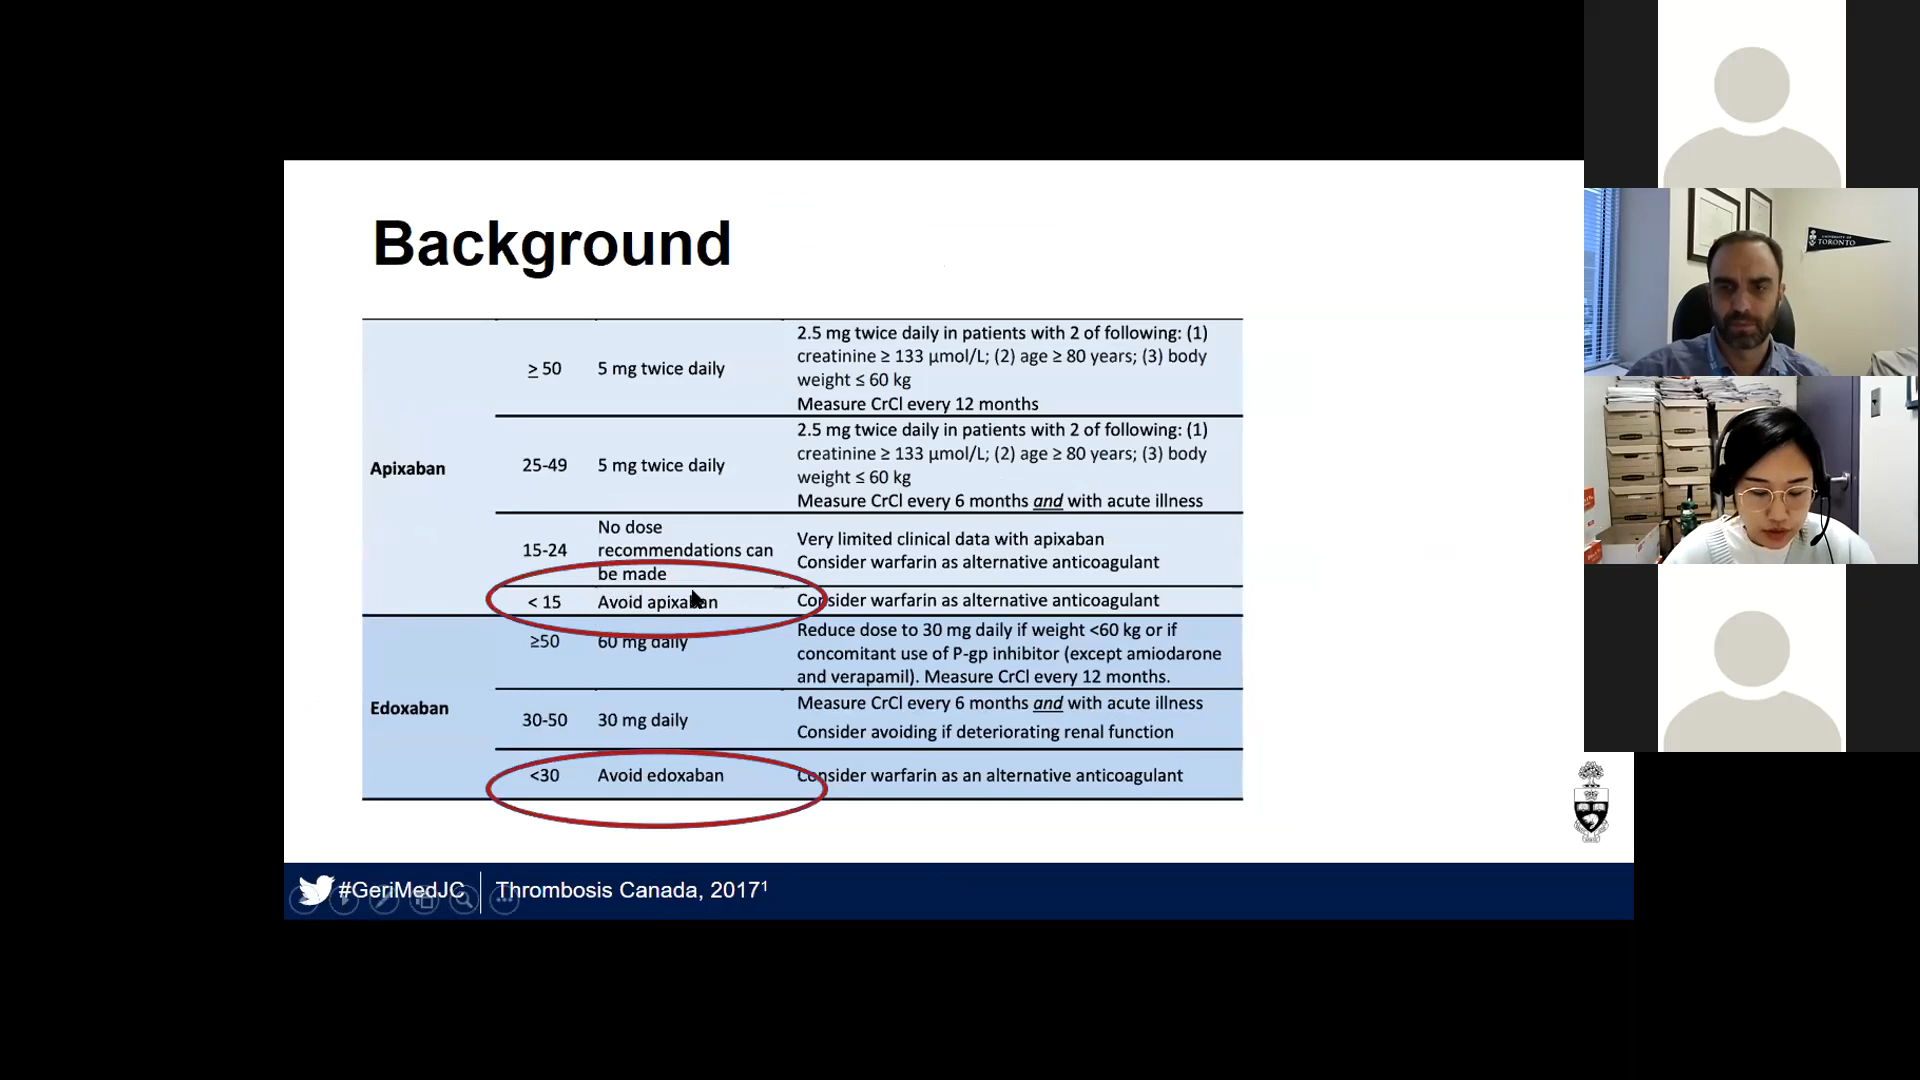 Background
Apixaban
≥ 50
5 mg twice daily
2.5 mg twice daily in patients with 2 of following: (1)
creatinine ≥ 133 µmol/L; (2) age ≥ 80 years; (3) body
weight ≤ 60 kg
Measure CrCl every 12 months
25-49
5 mg twice daily
2.5 mg twice daily in patients with 2 of following: (1)
creatinine ≥ 133 µmol/L; (2) age ≥ 80 years; (3) body
weight ≤ 60 kg
Measure CrCl every 6 months and with acute illness
15-24
No dose
recommendations can
be made
Very limited clinical data with apixaban
Consider warfarin as alternative anticoagulant
< 15
Avoid apixaban
Consider warfarin as alternative anticoagulant
Edoxaban
≥50
60 mg daily
Reduce dose to 30 mg daily if weight <60 kg or if
concomitant use of P-gp inhibitor (except amiodarone
and verapamil). Measure CrCl every 12 months.
30-50
30 mg daily
Measure CrCl every 6 months and with acute illness
Consider avoiding if deteriorating renal function
<30
Avoid edoxaban
Consider warfarin as an alternative anticoagulant
#GeriMedJC
Thrombosis Canada, 2017¹
UNIVERSITY OF
TORONTO